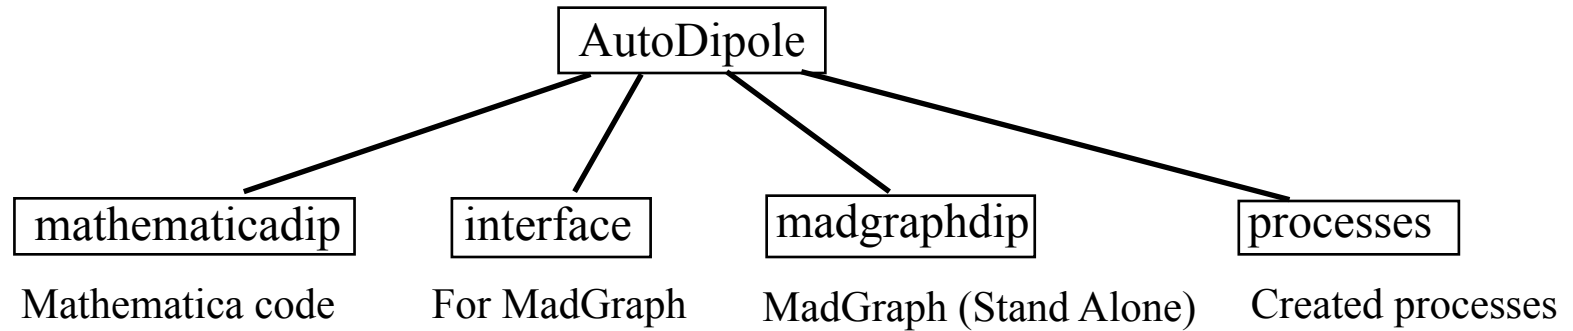 AutoDipole
mathematicadip
interface
madgraphdip
processes
Mathematica code
For MadGraph
MadGraph (Stand Alone)
Created processes